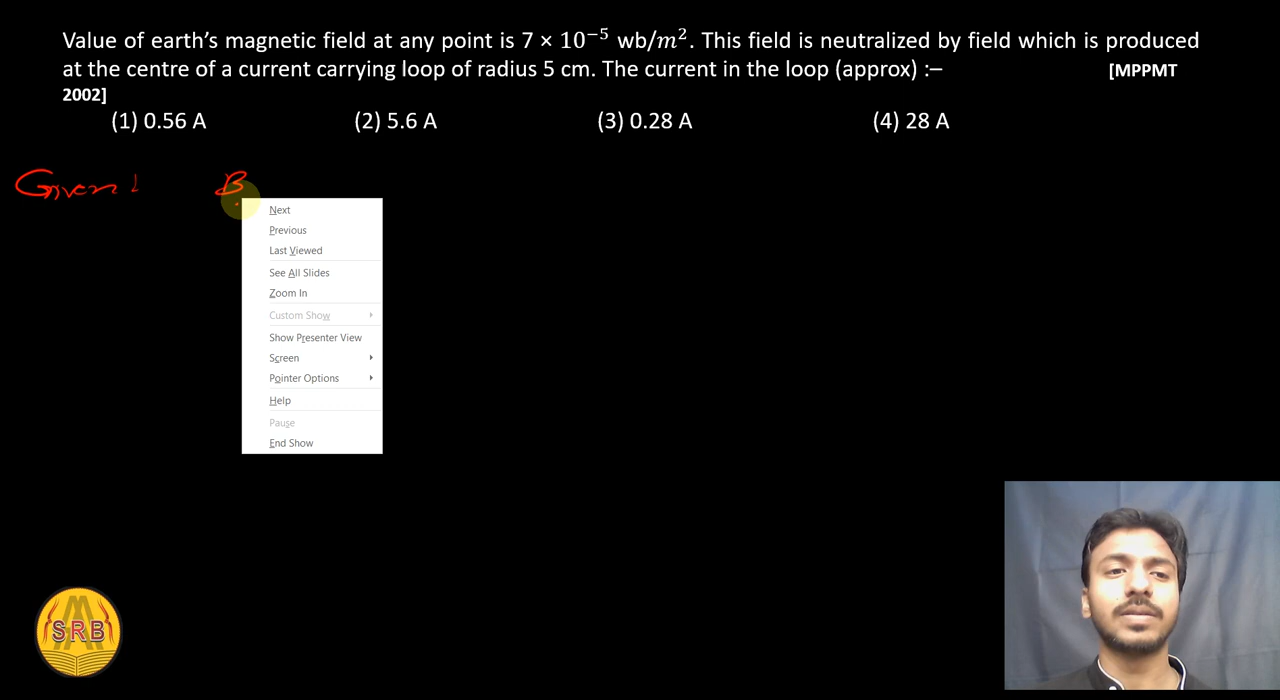 Value of earth’s magnetic field at any point is 7 × 10⁻⁵ wb/m². This field is neutralized by field which is produced
at the centre of a current carrying loop of radius 5 cm. The current in the loop (approx) :– [MPPMT
2002]
(1) 0.56 A (2) 5.6 A (3) 0.28 A (4) 28 A
Given : B
Next
Previous
Last Viewed
See All Slides
Zoom In
Custom Show
Show Presenter View
Screen
Pointer Options
Help
Pause
End Show
SRB